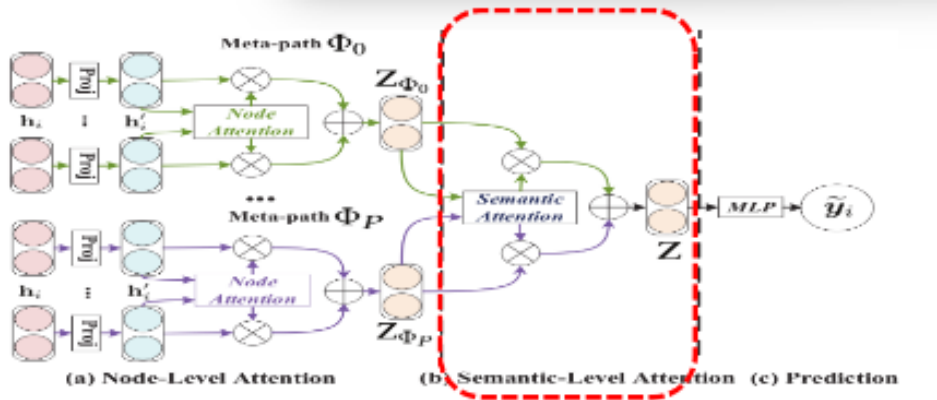 Meta-path Φ0
Proj
hi
h'i
Node
Attention
ZΦ0
Proj
...
Meta-path ΦP
Proj
hi
h'i
Node
Attention
ZΦP
Proj
Semantic
Attention
Z
MLP
ỹi
(a) Node-Level Attention
(b) Semantic-Level Attention
(c) Prediction